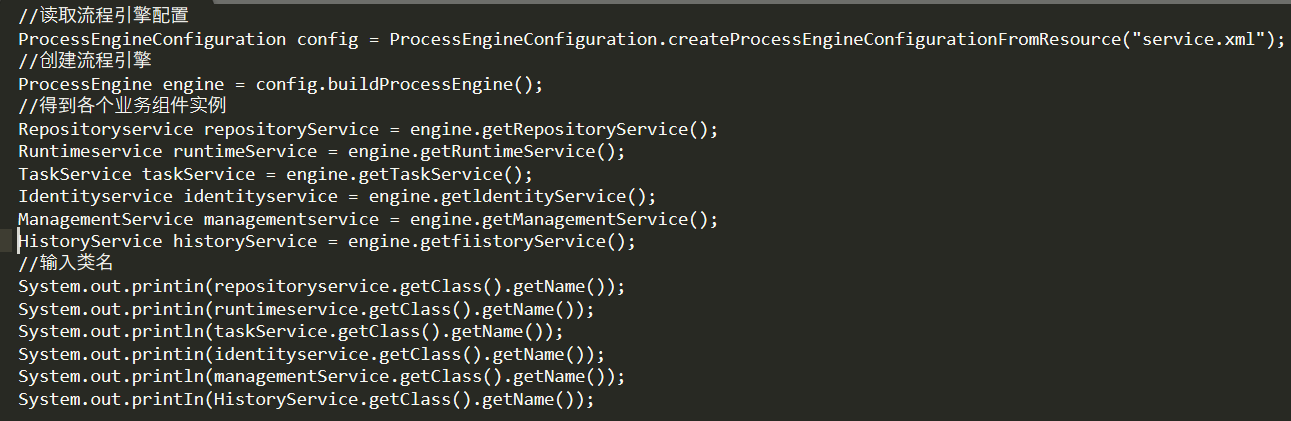 //读取流程引擎配置
ProcessEngineConfiguration config = ProcessEngineConfiguration.createProcessEngineConfigurationFromResource("service.xml");
//创建流程引擎
ProcessEngine engine = config.buildProcessEngine();
//得到各个业务组件实例
Repositoryservice repositoryService = engine.getRepositoryService();
Runtimeservice runtimeService = engine.getRuntimeService();
TaskService taskService = engine.getTaskService();
Identityservice identityservice = engine.getldentityService();
ManagementService managementservice = engine.getManagementService();
HistoryService historyService = engine.getfiistoryService();
//输入类名
System.out.printin(repositoryservice.getClass().getName());
System.out.printin(runtimeservice.getClass().getName());
System.out.println(taskService.getClass().getName());
System.out.printin(identityservice.getClass().getName());
System.out.println(managementService.getClass().getName());
System.out.printIn(HistoryService.getClass().getName());